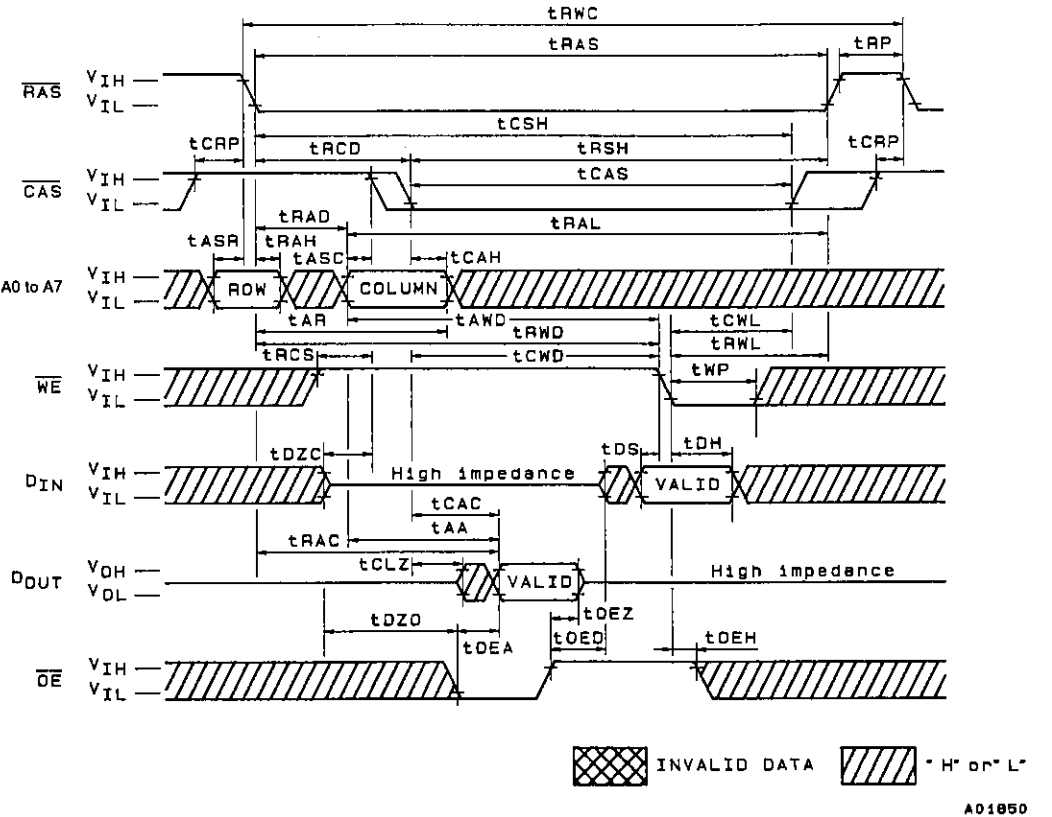 tRWC
tRAS tRP
RAS VIH VIL
tCSH
tCRP tRCD tRSH tCRP
CAS VIH VIL tCAS
tRAD tRAL
tASR tRAH tASC tCAH
A0 to A7 VIH VIL ROW COLUMN
tAR tAWD tCWL
tRWD tRWL
tRCS tCWD tWP
WE VIH VIL
tDZC tDS tDH
DIN VIH VIL High impedance VALID
tCAC
tAA
tRAC
tCLZ
DOUT VOH VOL VALID High impedance
tDZO tOEA tOEZ
tOED tOEH
OE VIH VIL
INVALID DATA "H" or "L"
A01850